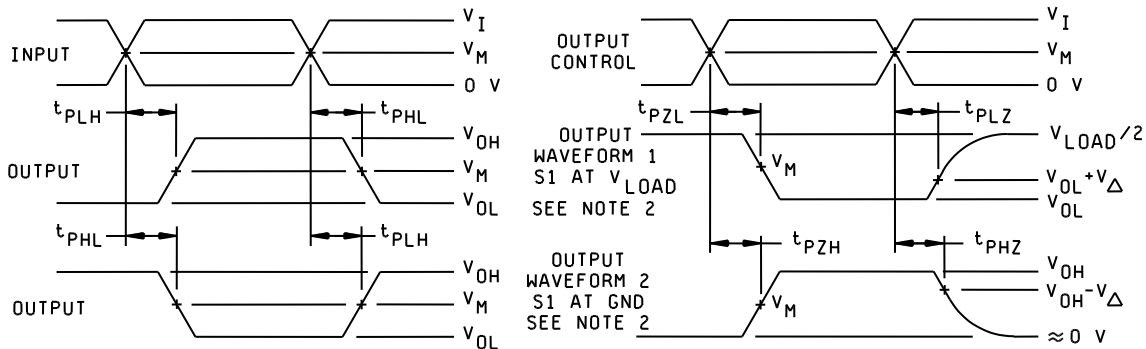 INPUT
V_I
V_M
0 V
t_PLH
t_PHL
OUTPUT
V_OH
V_M
V_OL
t_PHL
t_PLH
OUTPUT
V_OH
V_M
V_OL
OUTPUT
CONTROL
V_I
V_M
0 V
t_PZL
t_PLZ
OUTPUT
WAVEFORM 1
S1 AT V_LOAD
SEE NOTE 2
V_M
V_LOAD/2
V_OL+V_Δ
V_OL
t_PZH
t_PHZ
OUTPUT
WAVEFORM 2
S1 AT GND
SEE NOTE 2
V_M
V_OH
V_OH-V_Δ
≈0 V